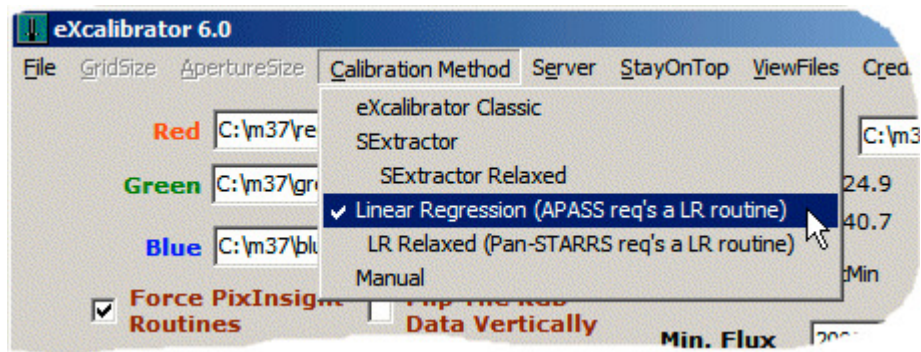 eXcalibrator 6.0
File GridSize ApertureSize Calibration Method Server StayOnTop ViewFiles
eXcalibrator Classic
Red C:\m37\re C:\m3
SExtractor
SExtractor Relaxed
Green C:\m37\gr 24.9
Linear Regression (APASS req's a LR routine)
40.7
LR Relaxed (Pan-STARRS req's a LR routine)
Blue C:\m37\blu
Manual
Force PixInsight
Routines Data Vertically
Min. Flux